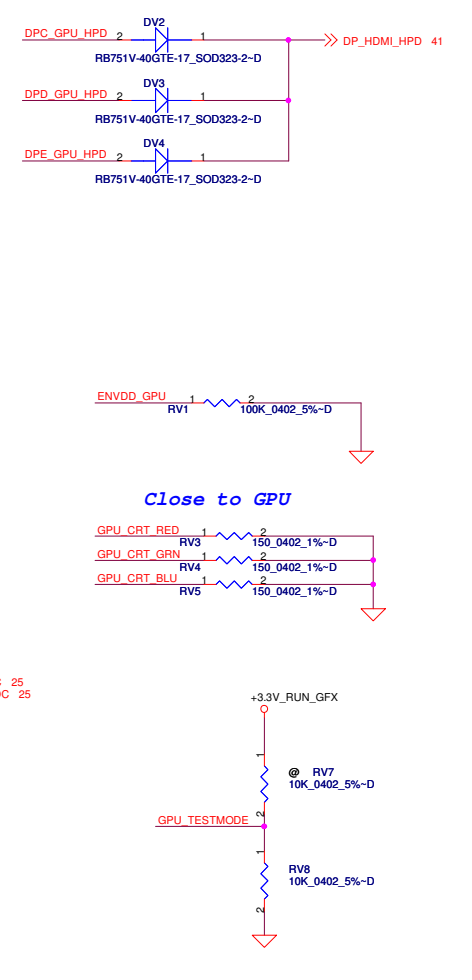 DV2
DPC_GPU_HPD 2 1 DP_HDMI_HPD 41
RB751V-40GTE-17_SOD323-2~D
DV3
DPD_GPU_HPD 2 1
RB751V-40GTE-17_SOD323-2~D
DV4
DPE_GPU_HPD 2 1
RB751V-40GTE-17_SOD323-2~D
ENVDD_GPU 1 2
RV1 100K_0402_5%~D
Close to GPU
GPU_CRT_RED 1 2
RV3 150_0402_1%~D
GPU_CRT_GRN 1 2
RV4 150_0402_1%~D
GPU_CRT_BLU 1 2
RV5 150_0402_1%~D
C 25
DC 25
+3.3V_RUN_GFX
1
@ RV7
10K_0402_5%~D
2
GPU_TESTMODE
1
RV8
10K_0402_5%~D
2